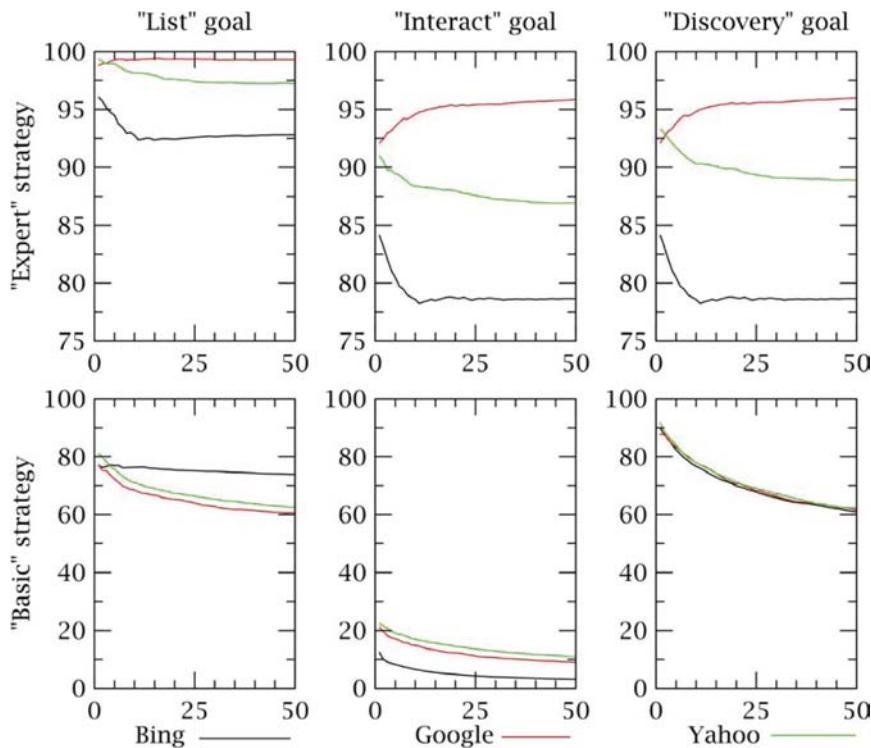 "List" goal "Interact" goal "Discovery" goal
"Expert" strategy
100 100 100
95 95 95
90 90 90
85 85 85
80 80 80
75 75 75
0 25 50 0 25 50 0 25 50
"Basic" strategy
100 100 100
80 80 80
60 60 60
40 40 40
20 20 20
0 0 0
0 25 50 0 25 50 0 25 50
Bing Google Yahoo